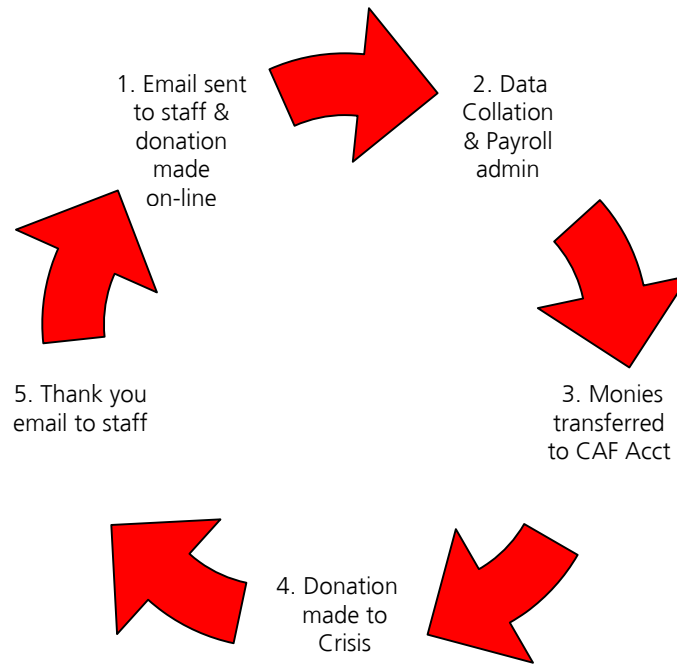 1. Email sent
to staff &
donation
made
on-line
2. Data
Collation
& Payroll
admin
3. Monies
transferred
to CAF Acct
4. Donation
made to
Crisis
5. Thank you
email to staff